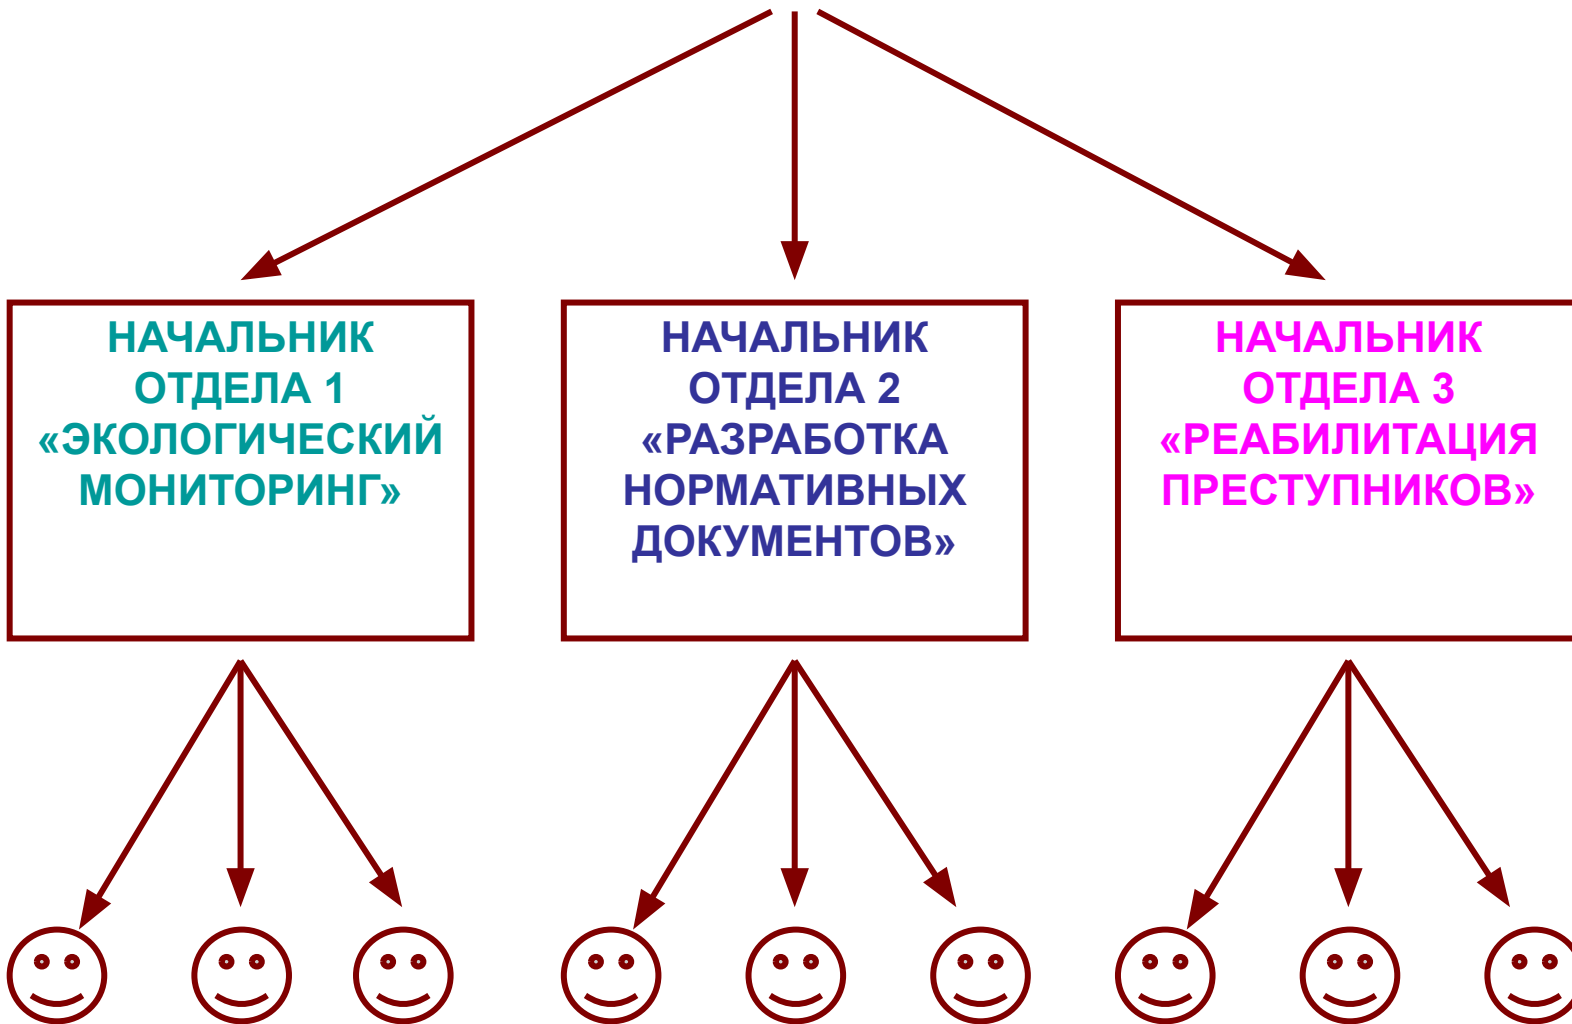 НАЧАЛЬНИК
ОТДЕЛА 1
«ЭКОЛОГИЧЕСКИЙ
МОНИТОРИНГ»
НАЧАЛЬНИК
ОТДЕЛА 2
«РАЗРАБОТКА
НОРМАТИВНЫХ
ДОКУМЕНТОВ»
НАЧАЛЬНИК
ОТДЕЛА 3
«РЕАБИЛИТАЦИЯ
ПРЕСТУПНИКОВ»